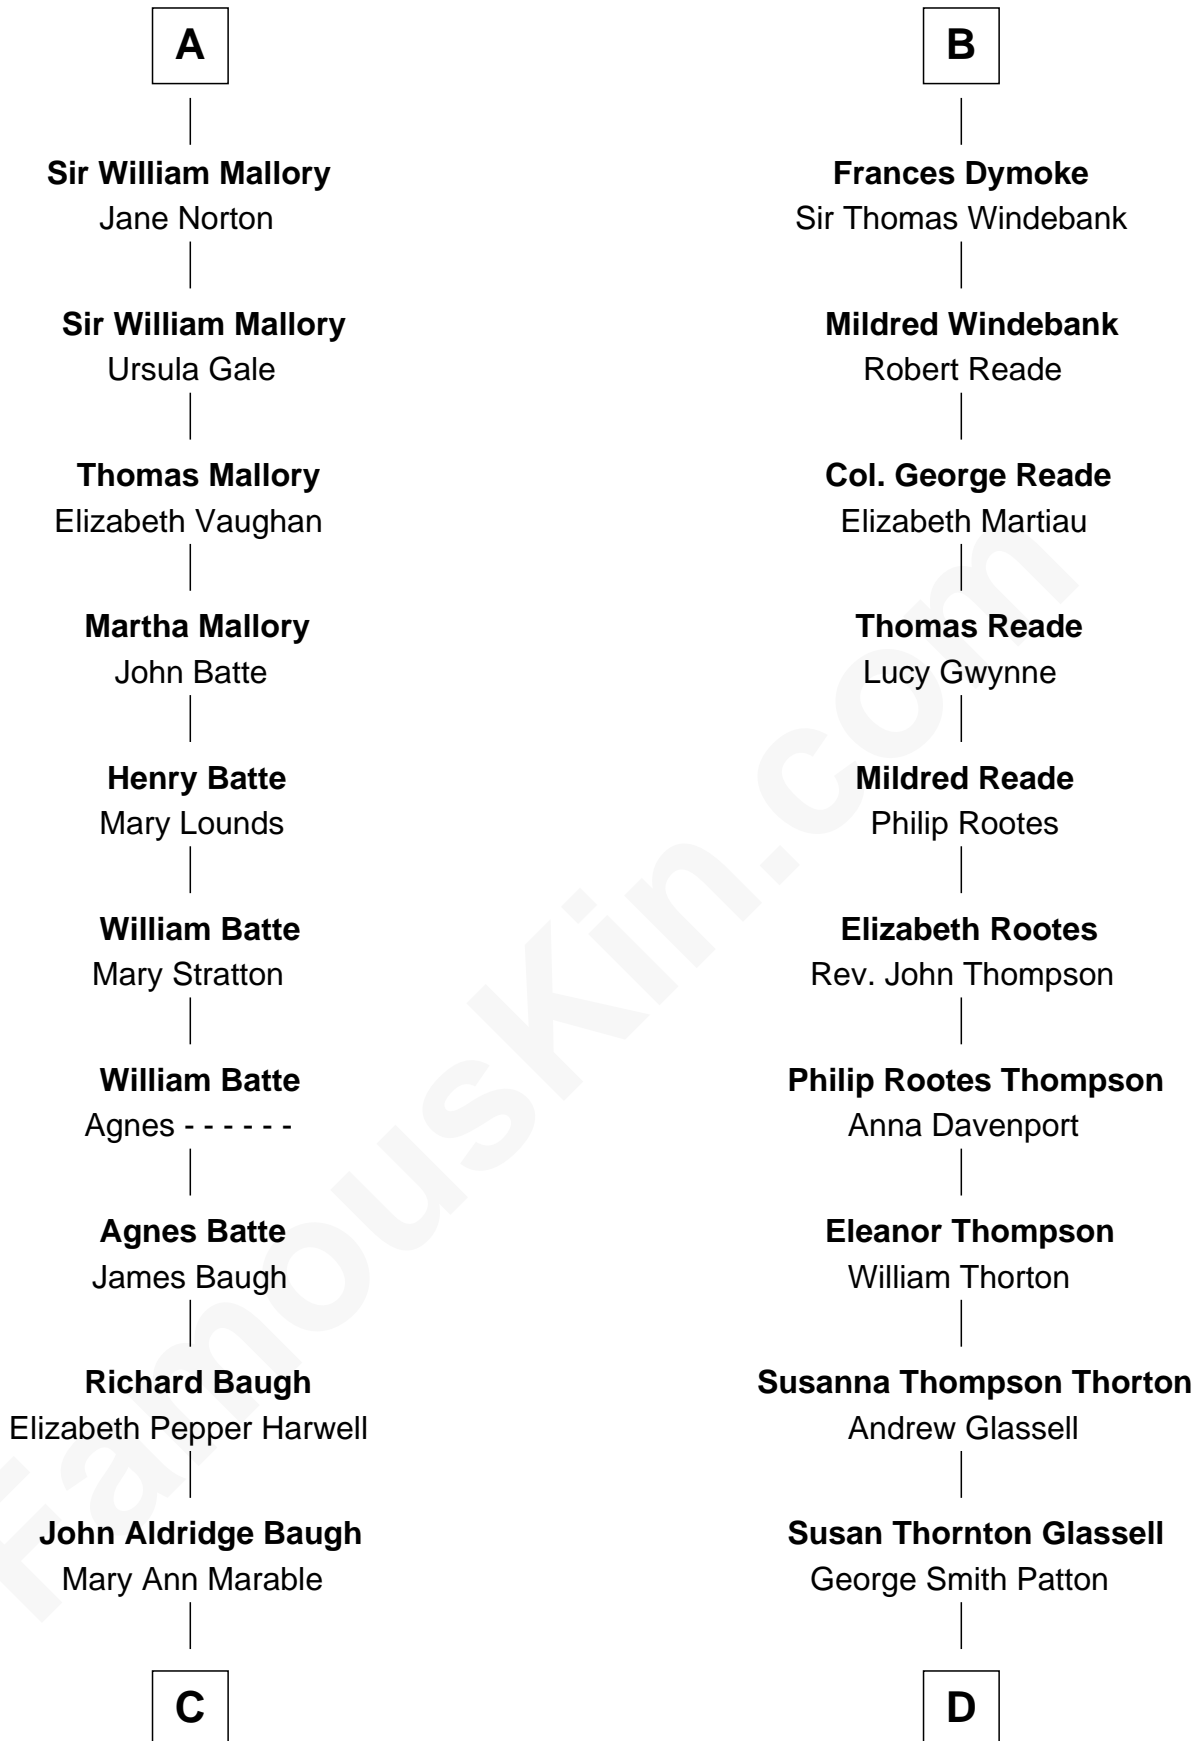 A
Sir William Mallory
Jane Norton
Sir William Mallory
Ursula Gale
Thomas Mallory
Elizabeth Vaughan
Martha Mallory
John Batte
Henry Batte
Mary Lounds
William Batte
Mary Stratton
William Batte
Agnes - - - - - -
Agnes Batte
James Baugh
Richard Baugh
Elizabeth Pepper Harwell
John Aldridge Baugh
Mary Ann Marable
C
B
Frances Dymoke
Sir Thomas Windebank
Mildred Windebank
Robert Reade
Col. George Reade
Elizabeth Martiau
Thomas Reade
Lucy Gwynne
Mildred Reade
Philip Rootes
Elizabeth Rootes
Rev. John Thompson
Philip Rootes Thompson
Anna Davenport
Eleanor Thompson
William Thorton
Susanna Thompson Thorton
Andrew Glassell
Susan Thornton Glassell
George Smith Patton
D
FamousKin.com